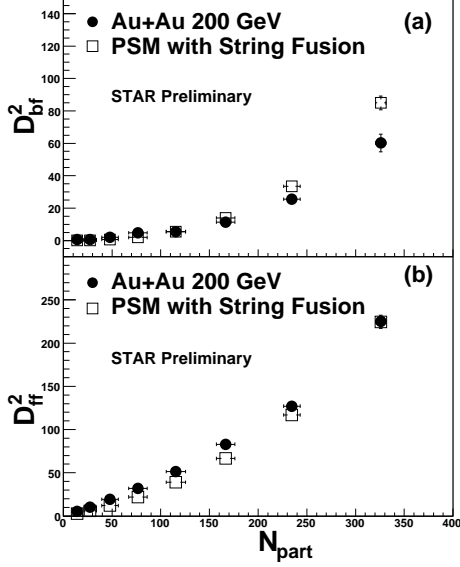 (a)
Au+Au 200 GeV
PSM with String Fusion
STAR Preliminary
D²bf
140
120
100
80
60
40
20
0
(b)
Au+Au 200 GeV
PSM with String Fusion
STAR Preliminary
D²ff
250
200
150
100
50
0
0 50 100 150 200 250 300 350 400
Npart